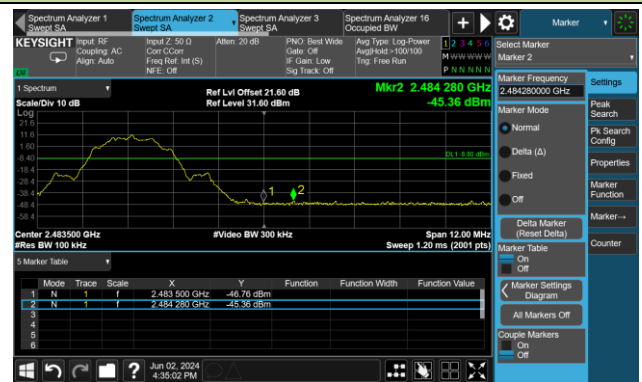 Spectrum Analyzer 1
Swept SA
Spectrum Analyzer 2
Swept SA
Spectrum Analyzer 3
Swept SA
Spectrum Analyzer 16
Occupied BW
Marker
KEYSIGHT
Input: RF
Coupling: AC
Align: Auto
Input Z: 50 Ω
Corr CCorr
Freq Ref: Int (S)
NFE: Off
Atten: 20 dB
PNO: Best Wide
Gate: Off
IF Gain: Low
Sig Track: Off
Avg Type: Log-Power
Avg|Hold:>100/100
Trig: Free Run
1 2 3 4 5 6
M W W W W W
P N N N N N
LXI
1 Spectrum
Scale/Div 10 dB
Ref Lvl Offset 21.60 dB
Ref Level 31.60 dBm
Mkr2 2.484 280 GHz
-45.36 dBm
Log
21.6
11.6
1.60
-8.40
-18.4
-28.4
-38.4
-48.4
-58.4
1
2
Center 2.483500 GHz
#Res BW 100 kHz
#Video BW 300 kHz
Span 12.00 MHz
Sweep 1.20 ms (2001 pts)
5 Marker Table
Mode Trace Scale X Y Function Function Width Function Value
1 N 1 f 2.483 500 GHz -46.76 dBm
2 N 1 f 2.484 280 GHz -45.36 dBm
3
4
5
6
Select Marker
Marker 2
Marker Frequency
2.484280000 GHz
Marker Mode
Normal
Delta (Δ)
Fixed
Off
Delta Marker
(Reset Delta)
Marker Table
On
Off
Marker Settings
Diagram
All Markers Off
Couple Markers
On
Off
Settings
Peak
Search
Pk Search
Config
Properties
Marker
Function
Marker→
Counter
Jun 02, 2024
4:35:02 PM